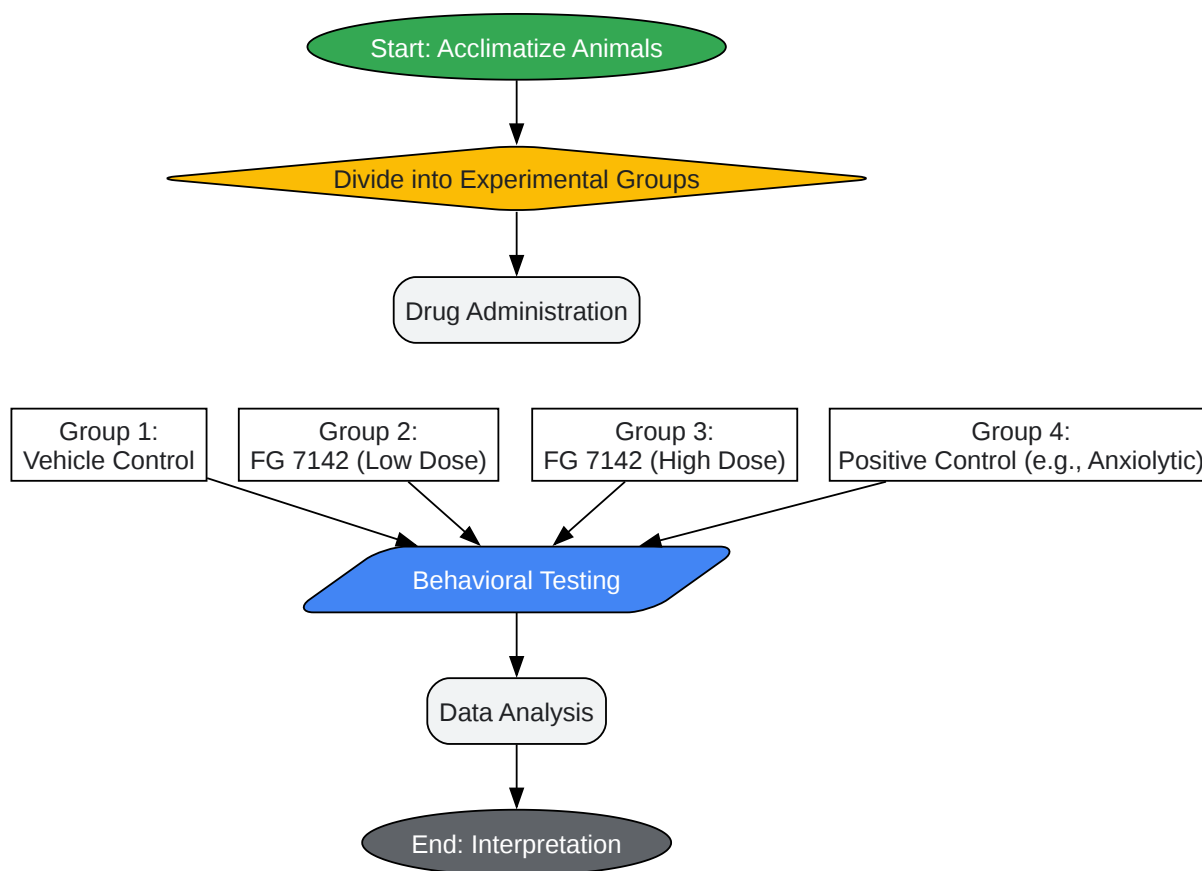 Start: Acclimatize Animals
Divide into Experimental Groups
Drug Administration
Group 1:
Vehicle Control
Group 2:
FG 7142 (Low Dose)
Group 3:
FG 7142 (High Dose)
Group 4:
Positive Control (e.g., Anxiolytic)
Behavioral Testing
Data Analysis
End: Interpretation